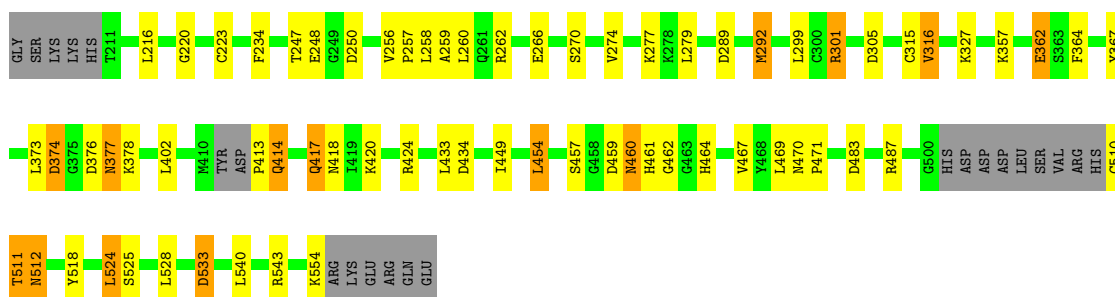 GLY SER LYS LYS HIS T211 L216 G220 C223 F234 T247 E248 G249 D250 V256 P257 L258 A259 L260 Q261 R262 E266 S270 V274 K277 K278 L279 D289 M292 L299 C300 R301 D305 C315 V316 K327 K357 E362 S363 F364
L373 D374 G375 D376 N377 K378 L402 M410 TYR ASP P413 Q414 Q417 N418 I419 K420 R424 L433 D434 I449 L454 S457 G458 D459 N460 H461 G462 G463 H464 V467 Y468 L469 N470 P471 D483 R487 G500 HIS ASP ASP ASP LEU SER VAL ARG HIS
T511 N512 Y518 L524 S525 L528 D533 L540 R543 K554 ARG LYS GLU ARG GLN GLU